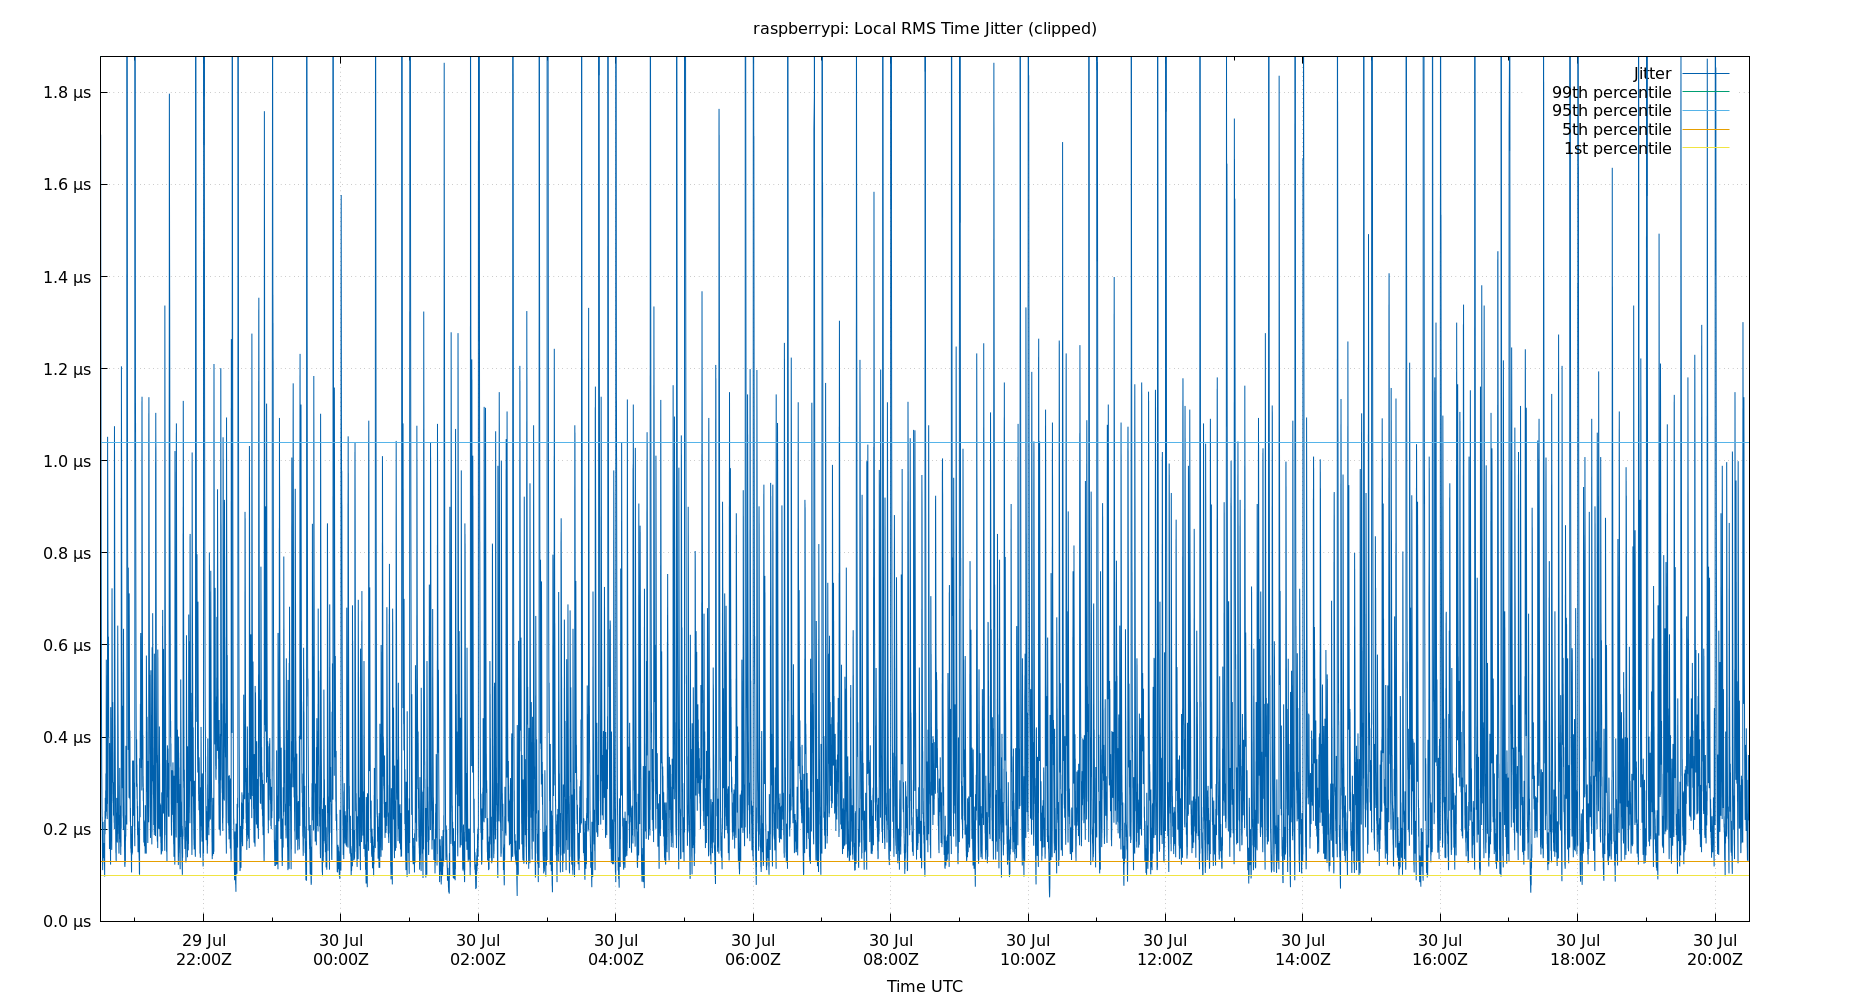 raspberrypi: Local RMS Time Jitter (clipped)
Jitter
99th percentile
95th percentile
5th percentile
1st percentile
1.8 µs
1.6 µs
1.4 µs
1.2 µs
1.0 µs
0.8 µs
0.6 µs
0.4 µs
0.2 µs
0.0 µs
29 Jul 30 Jul 30 Jul 30 Jul 30 Jul 30 Jul 30 Jul 30 Jul 30 Jul 30 Jul 30 Jul 30 Jul
22:00Z 00:00Z 02:00Z 04:00Z 06:00Z 08:00Z 10:00Z 12:00Z 14:00Z 16:00Z 18:00Z 20:00Z
Time UTC